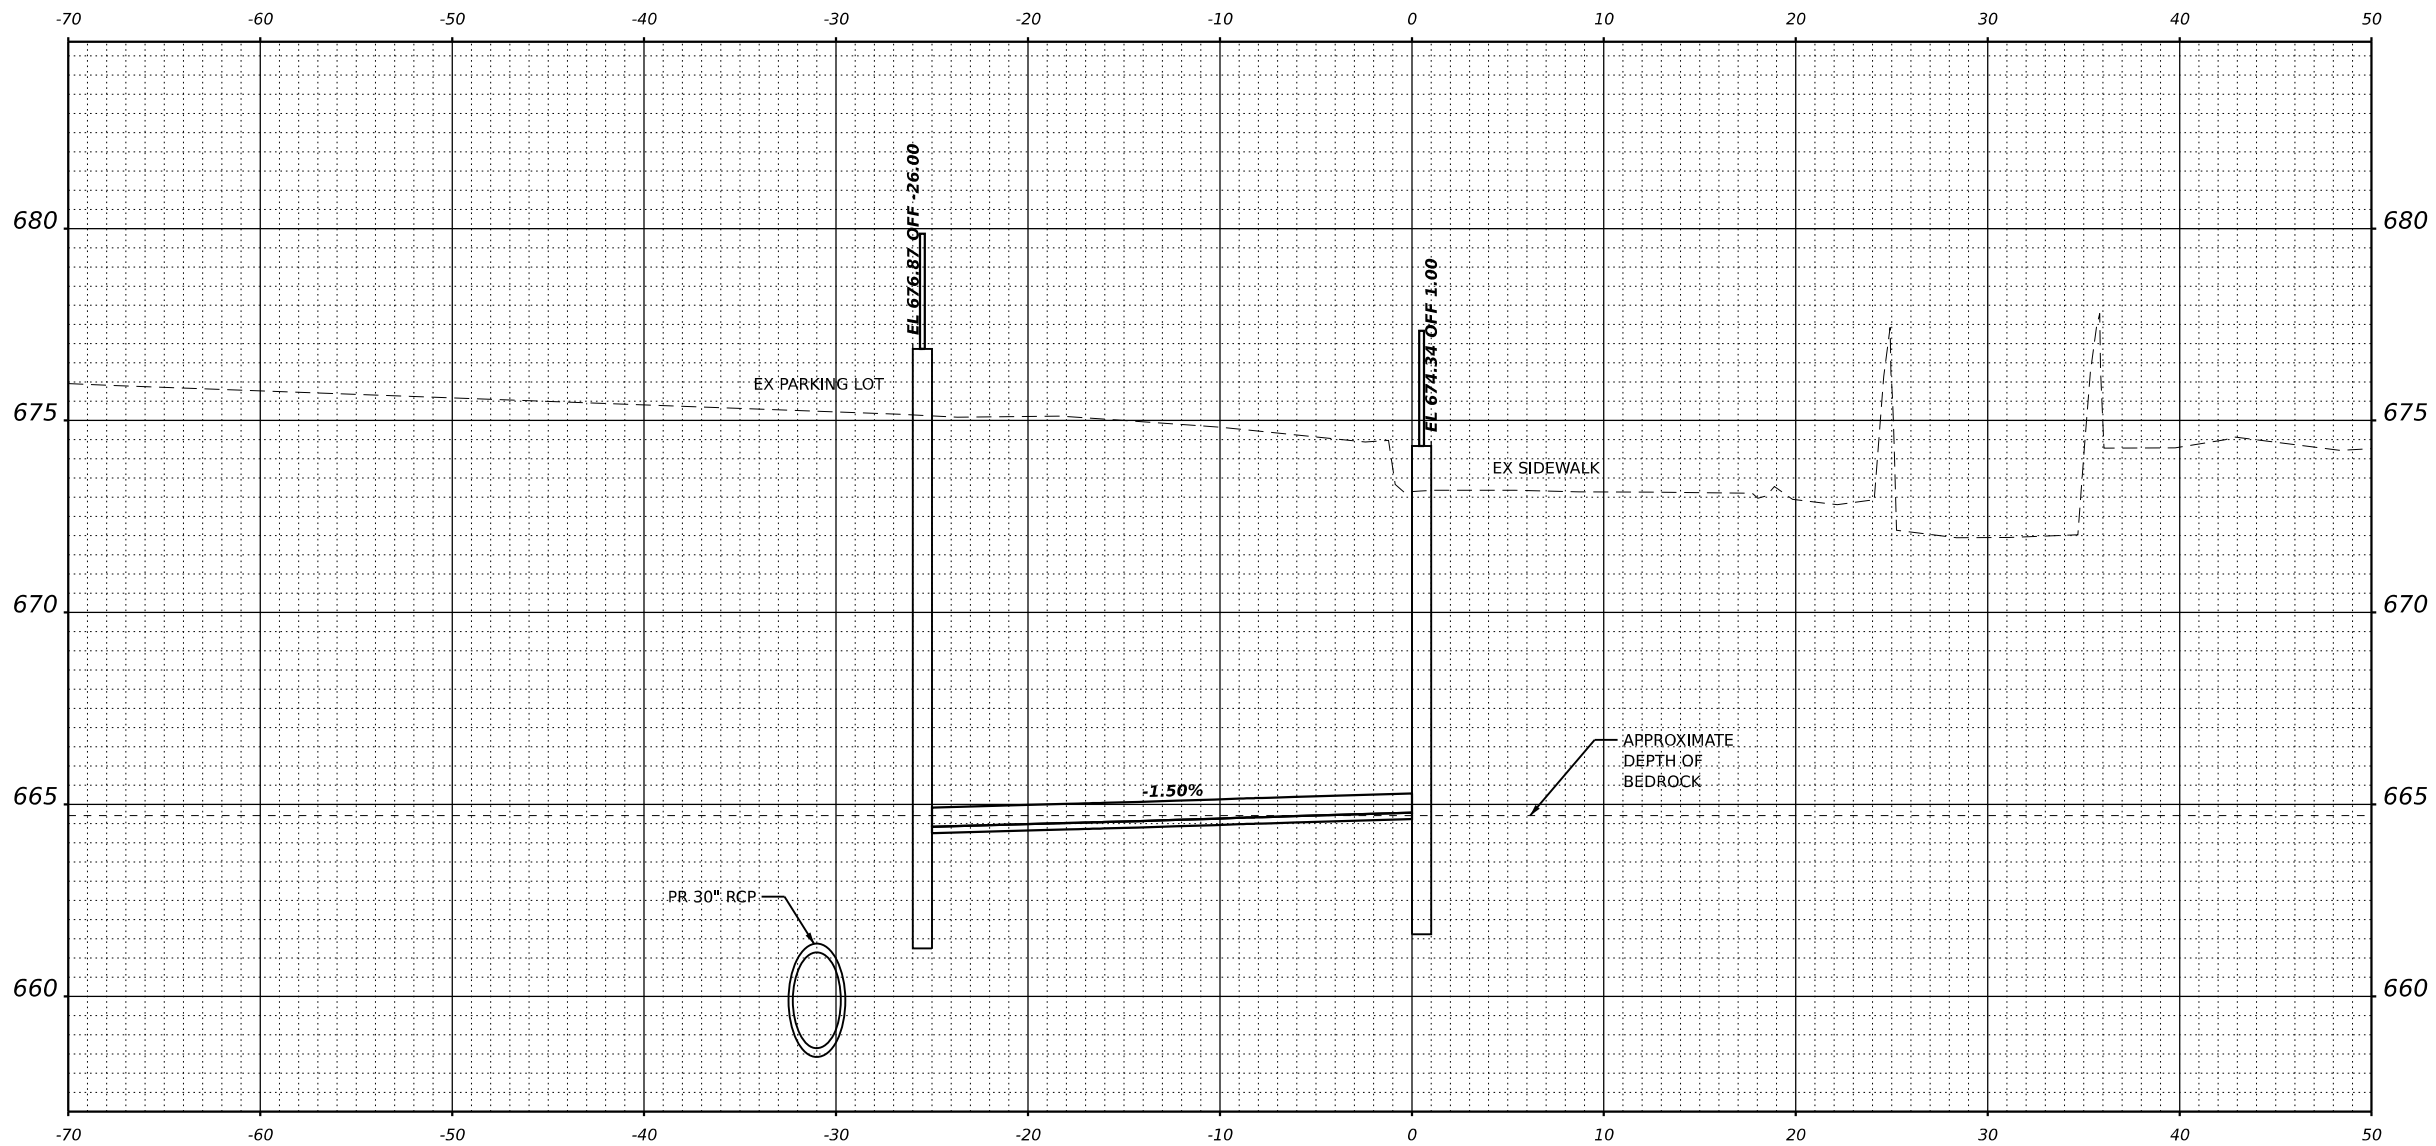 -70 -60 -50 -40 -30 -20 -10 0 10 20 30 40 50
EL 676.87 OFF -26.00
680 680
EL 674.34 OFF 1.00
EX PARKING LOT
675 675
EX SIDEWALK
670 670
APPROXIMATE
DEPTH OF
BEDROCK
-1.50%
665 665
PR 30" RCP
660 660
-70 -60 -50 -40 -30 -20 -10 0 10 20 30 40 50